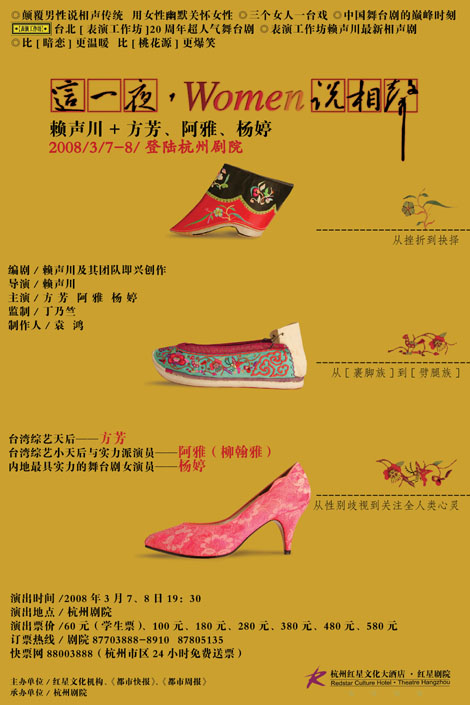 ◎颠覆男性说相声传统 用女性幽默关怀女性 ◎三个女人一台戏 ◎中国舞台剧的巅峰时刻
表演工作坊 台北[表演工作坊]20周年超人气舞台剧 ◎表演工作坊赖声川最新相声剧
◎比[暗恋]更温暖 比[桃花源]更爆笑
這一夜，Women说相聲
赖声川+方芳、阿雅、杨婷
2008/3/7-8/登陆杭州剧院
从挫折到抉择
编剧/赖声川及其团队即兴创作
导演/赖声川
主演/方芳 阿雅 杨婷
监制/丁乃竺
制作人/袁鸿
从[裹脚族]到[劈腿族]
台湾综艺天后——方芳
台湾综艺小天后与实力派演员——阿雅（柳翰雅）
内地最具实力的舞台剧女演员——杨婷
从性别歧视到关注全人类心灵
演出时间/2008年3月7、8日19：30
演出地点/杭州剧院
演出票价/60元（学生票）、100元、180元、280元、380元、480元、580元
订票热线/剧院 87703888-8910 87805135
快票网88003888（杭州市区24小时免费送票）
主办单位/红星文化机构、《都市快报》、《都市周报》
承办单位/杭州剧院
杭州红星文化大酒店·红星剧院
Redstar Culture Hotel·Theatre Hangzhou